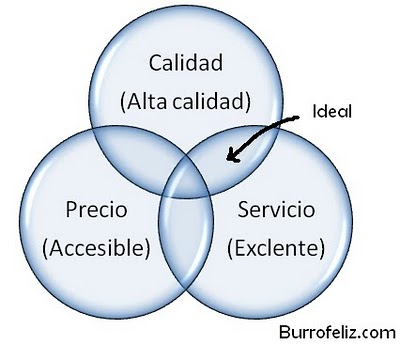 Calidad
(Alta calidad)
Ideal
Precio
(Accesible)
Servicio
(Exclente)
Burrofeliz.com